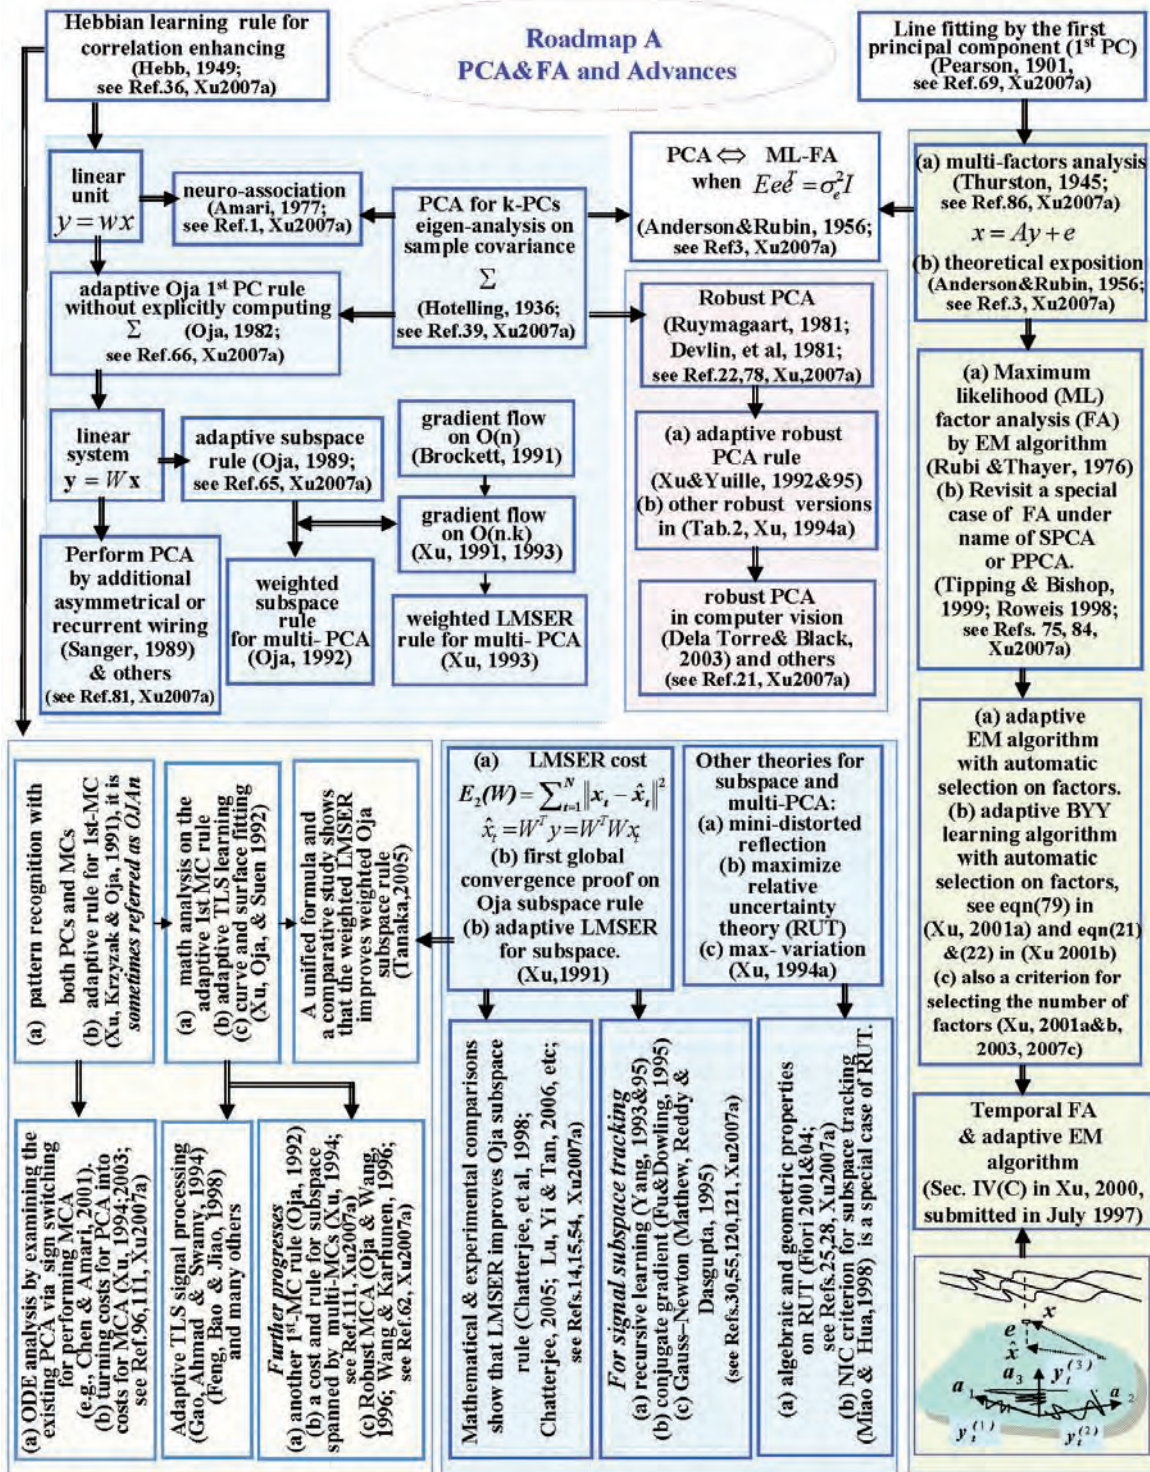 Hebbian learning rule for
correlation enhancing
(Hebb, 1949;
see Ref.36, Xu2007a)
Roadmap A
PCA&FA and Advances
Line fitting by the first
principal component (1st PC)
(Pearson, 1901,
see Ref.69, Xu2007a)
linear
unit
y = wx
neuro-association
(Amari, 1977;
see Ref.1, Xu2007a)
PCA for k-PCs
eigen-analysis on
sample covariance
Σ
(Hotelling, 1936;
see Ref.39, Xu2007a)
PCA ⇔ ML-FA
when Eee^T = σ_e^2 I
(Anderson&Rubin, 1956;
see Ref3, Xu2007a)
(a) multi-factors analysis
(Thurston, 1945;
see Ref.86, Xu2007a)
x = Ay + e
(b) theoretical exposition
(Anderson&Rubin, 1956;
see Ref.3, Xu2007a)
adaptive Oja 1st PC rule
without explicitly computing
Σ (Oja, 1982;
see Ref.66, Xu2007a)
Robust PCA
(Ruymagaart, 1981;
Devlin, et al, 1981;
see Ref.22,78, Xu,2007a)
linear
system
y = Wx
adaptive subspace
rule (Oja, 1989;
see Ref.65, Xu2007a)
gradient flow
on O(n)
(Brockett, 1991)
gradient flow
on O(n.k)
(Xu, 1991, 1993)
(a) adaptive robust
PCA rule
(Xu&Yuille, 1992&95)
(b) other robust versions
in (Tab.2, Xu, 1994a)
(a) Maximum
likelihood (ML)
factor analysis (FA)
by EM algorithm
(Rubi &Thayer, 1976)
(b) Revisit a special
case of FA under
name of SPCA
or PPCA.
(Tipping & Bishop,
1999; Roweis 1998;
see Refs. 75, 84,
Xu2007a)
Perform PCA
by additional
asymmetrical or
recurrent wiring
(Sanger, 1989)
& others
(see Ref.81, Xu2007a)
weighted
subspace
rule
for multi- PCA
(Oja, 1992)
weighted LMSER
rule for multi- PCA
(Xu, 1993)
robust PCA
in computer vision
(Dela Torre& Black,
2003) and others
(see Ref.21, Xu2007a)
(a) pattern recognition with
both PCs and MCs
(b) adaptive rule for 1st-MC
(Xu, Krzyzak & Oja, 1991), it is
sometimes referred as OJAn
(a) math analysis on the
adaptive 1st MC rule
(b) adaptive TLS learning
(c) curve and surface fitting
(Xu, Oja, & Suen 1992)
A unified formula and
a comparative study shows
that the weighted LMSER
improves weighted Oja
subspace rule
(Tanaka,2005)
(a) LMSER cost
E_2(W) = ∑_{t=1}^{N} ||x_t − x̂_t||^2
x̂_t = W^T y = W^T W x_t
(b) first global
convergence proof on
Oja subspace rule
(b) adaptive LMSER
for subspace.
(Xu,1991)
Other theories for
subspace and
multi-PCA:
(a) mini-distorted
reflection
(b) maximize
relative
uncertainty
theory (RUT)
(c) max- variation
(Xu, 1994a)
(a) adaptive
EM algorithm
with automatic
selection on factors.
(b) adaptive BYY
learning algorithm
with automatic
selection on factors,
see eqn(79) in
(Xu, 2001a) and eqn(21)
&(22) in (Xu 2001b)
(c) also a criterion for
selecting the number of
factors (Xu, 2001a&b,
2003, 2007c)
(a) ODE analysis by examining the
existing PCA via sign switching
for performing MCA
(e.g., Chen & Amari, 2001).
(b) turning costs for PCA into
costs for MCA (Xu, 1994;2003;
see Ref.96,111, Xu2007a)
Adaptive TLS signal processing
(Gao, Ahmad & Swamy, 1994)
(Feng, Bao & Jiao, 1998)
and many others
Further progresses
(a) another 1st-MC rule (Oja, 1992)
(b) a cost and rule for subspace
spanned by multi-MCs (Xu, 1994;
see Ref.111, Xu2007a)
(c) Robust MCA (Oja & Wang,
1996; Wang & Karhunen, 1996;
see Ref.62, Xu2007a)
Mathematical & experimental comparisons
show that LMSER improves Oja subspace
rule (Chatterjee, et al, 1998;
Chatterjee, 2005; Lu, Yi & Tan, 2006, etc;
see Refs.14,15,54, Xu2007a)
For signal subspace tracking
(a) recursive learning (Yang, 1993&95)
(b) conjugate gradient (Fu&Dowling, 1995)
(c) Gauss–Newton (Mathew, Reddy &
Dasgupta, 1995)
(see Refs.30,55,120,121, Xu2007a)
(a) algebraic and geometric properties
on RUT (Fiori 2001&04;
see Refs.25,28, Xu2007a)
(b) NIC criterion for subspace tracking
(Miao & Hua,1998) is a special case of RUT.
Temporal FA
& adaptive EM
algorithm
(Sec. IV(C) in Xu, 2000,
submitted in July 1997)
x
e
x̂
a_3 y_t^(3)
a_1
a_2
y_t^(1)
y_t^(2)